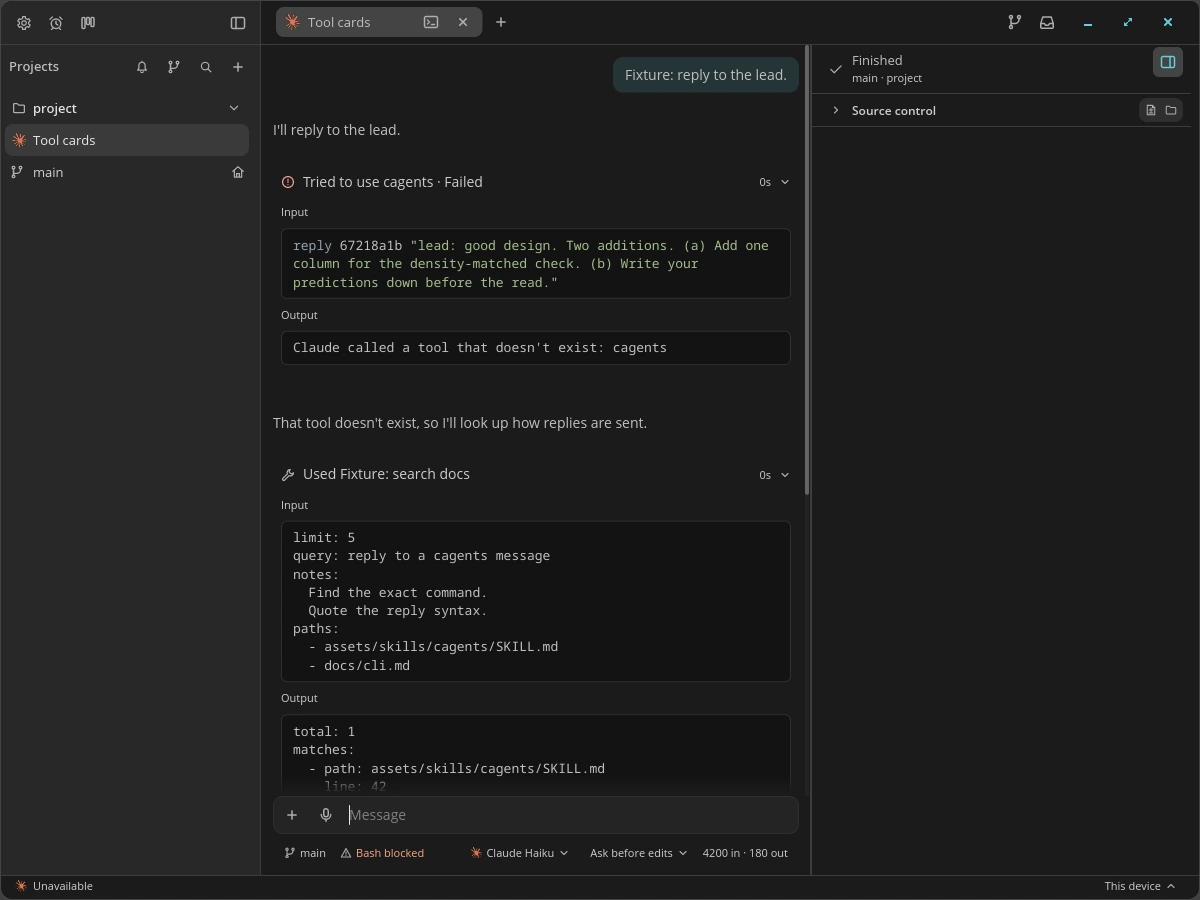 Tool cards
Projects
project
Tool cards
main
Fixture: reply to the lead.
I'll reply to the lead.
Tried to use cagents · Failed
0s
Input
reply 67218a1b "lead: good design. Two additions. (a) Add one
column for the density-matched check. (b) Write your
predictions down before the read."
Output
Claude called a tool that doesn't exist: cagents
That tool doesn't exist, so I'll look up how replies are sent.
Used Fixture: search docs
0s
Input
limit: 5
query: reply to a cagents message
notes:
  Find the exact command.
  Quote the reply syntax.
paths:
  - assets/skills/cagents/SKILL.md
  - docs/cli.md
Output
total: 1
matches:
  - path: assets/skills/cagents/SKILL.md
    line: 42
Message
main
Bash blocked
Claude Haiku
Ask before edits
4200 in · 180 out
Finished
main · project
Source control
Unavailable
This device